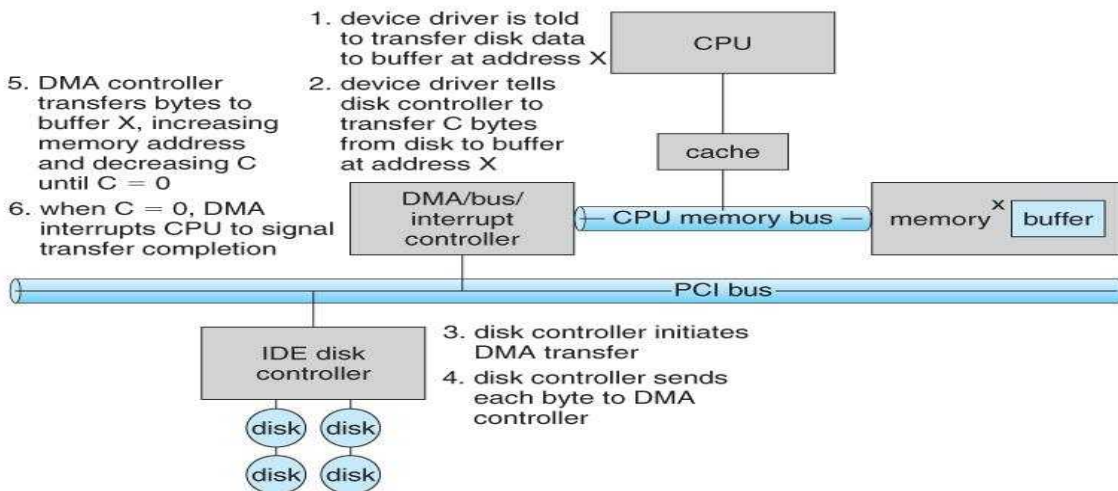 1. device driver is told
to transfer disk data
to buffer at address X
2. device driver tells
disk controller to
transfer C bytes
from disk to buffer
at address X
CPU
5. DMA controller
transfers bytes to
buffer X, increasing
memory address
and decreasing C
until C = 0
6. when C = 0, DMA
interrupts CPU to signal
transfer completion
cache
DMA/bus/
interrupt
controller
CPU memory bus
memory
x
buffer
PCI bus
IDE disk
controller
3. disk controller initiates
DMA transfer
4. disk controller sends
each byte to DMA
controller
disk
disk
disk
disk